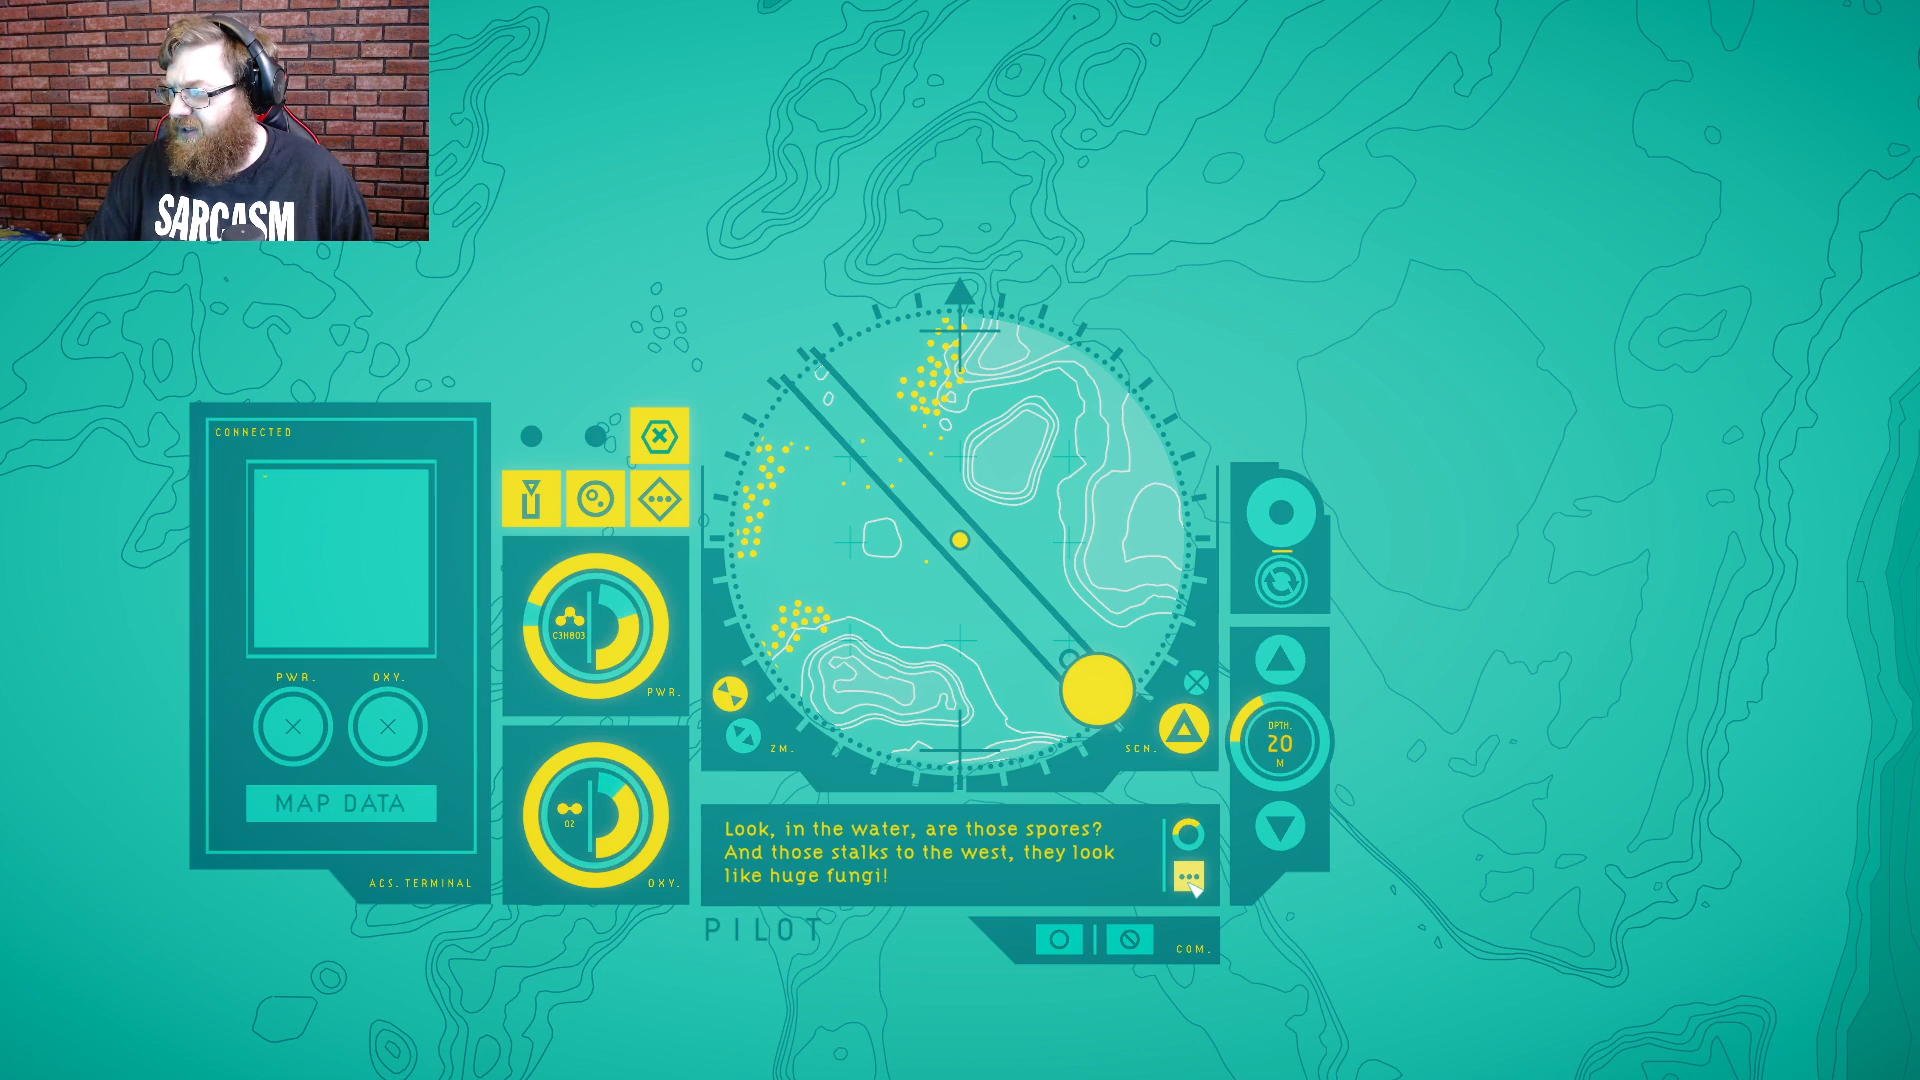 SARCASM
CONNECTED
PWR. OXY.
MAP DATA
ACS. TERMINAL
C3H8O3
PWR.
O2
OXY.
ZM.
SCN.
DPTH.
20
M
Look, in the water, are those spores?
And those stalks to the west, they look
like huge fungi!
PILOT
COM.